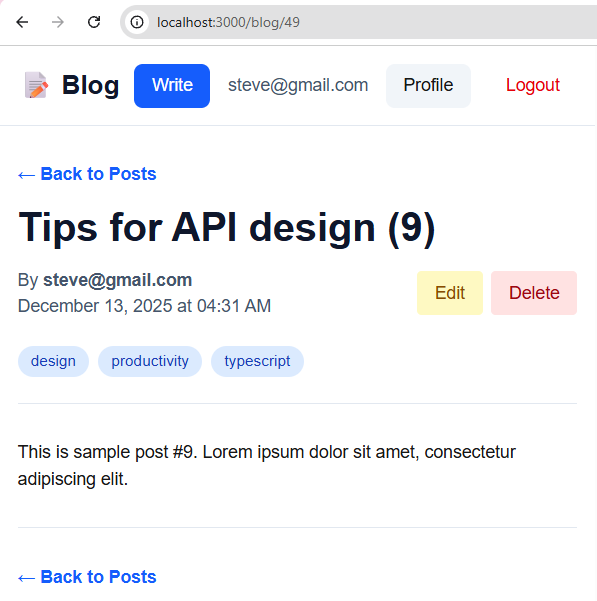 localhost:3000/blog/49
Blog Write steve@gmail.com Profile Logout
← Back to Posts
Tips for API design (9)
By steve@gmail.com
December 13, 2025 at 04:31 AM
Edit Delete
design productivity typescript
This is sample post #9. Lorem ipsum dolor sit amet, consectetur
adipiscing elit.
← Back to Posts